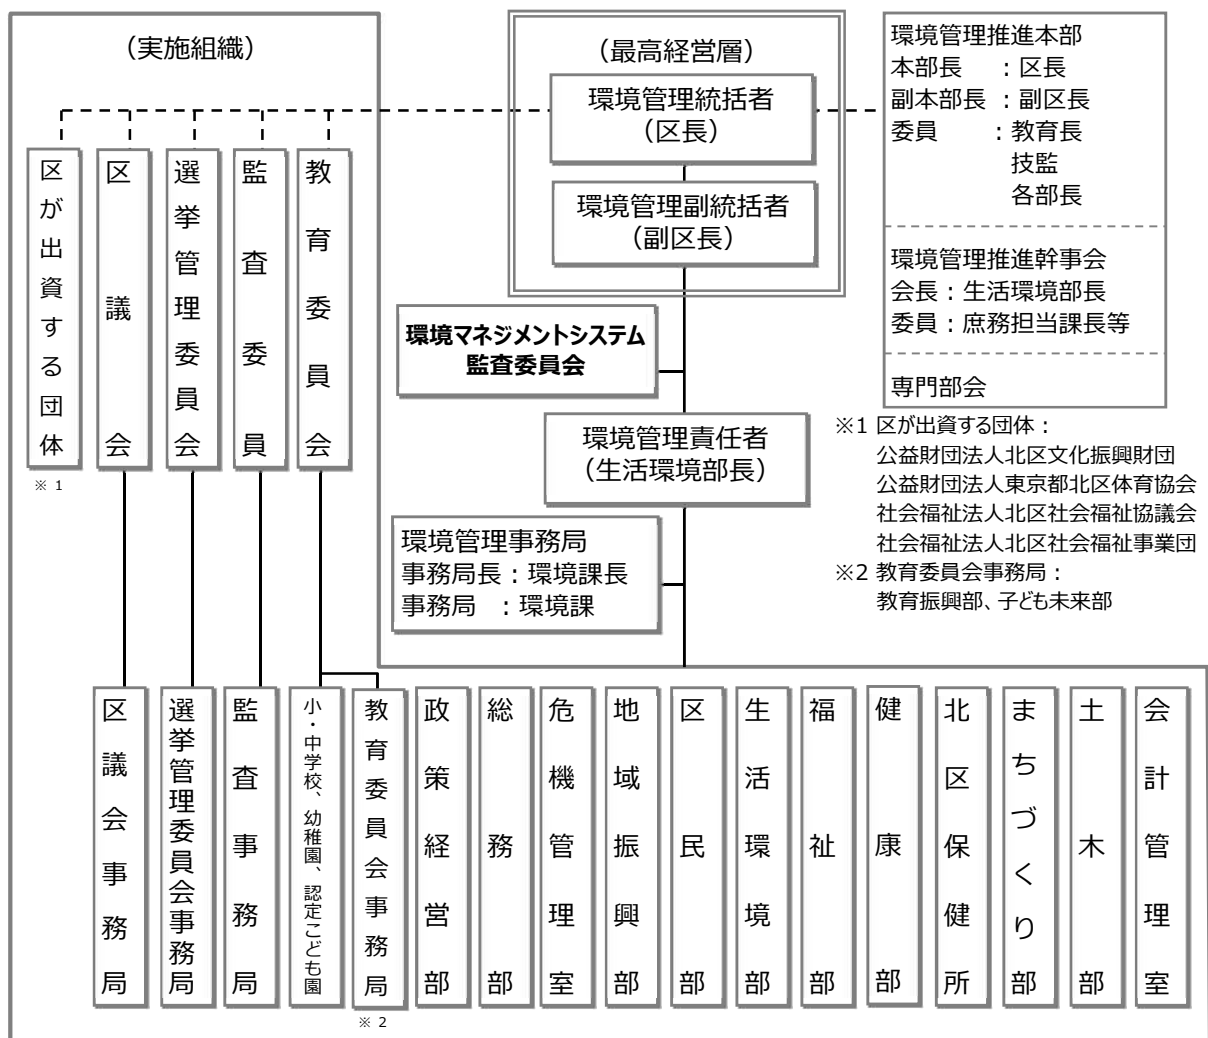 （実施組織）
（最高経営層）
環境管理統括者
（区長）
環境管理副統括者
（副区長）
環境管理推進本部
本部長　：区長
副本部長：副区長
委員　　：教育長
技監
各部長
環境管理推進幹事会
会長：生活環境部長
委員：庶務担当課長等
専門部会
区が出資する団体
※1
区議会
選挙管理委員会
監査委員
教育委員会
環境マネジメントシステム
監査委員会
環境管理責任者
（生活環境部長）
環境管理事務局
事務局長：環境課長
事務局　：環境課
※1 区が出資する団体：
公益財団法人北区文化振興財団
公益財団法人東京都北区体育協会
社会福祉法人北区社会福祉協議会
社会福祉法人北区社会福祉事業団
※2 教育委員会事務局：
教育振興部、子ども未来部
区議会事務局
選挙管理委員会事務局
監査事務局
小・中学校、幼稚園、認定こども園
教育委員会事務局
※2
政策経営部
総務部
危機管理室
地域振興部
区民部
生活環境部
福祉部
健康部
北区保健所
まちづくり部
土木部
会計管理室